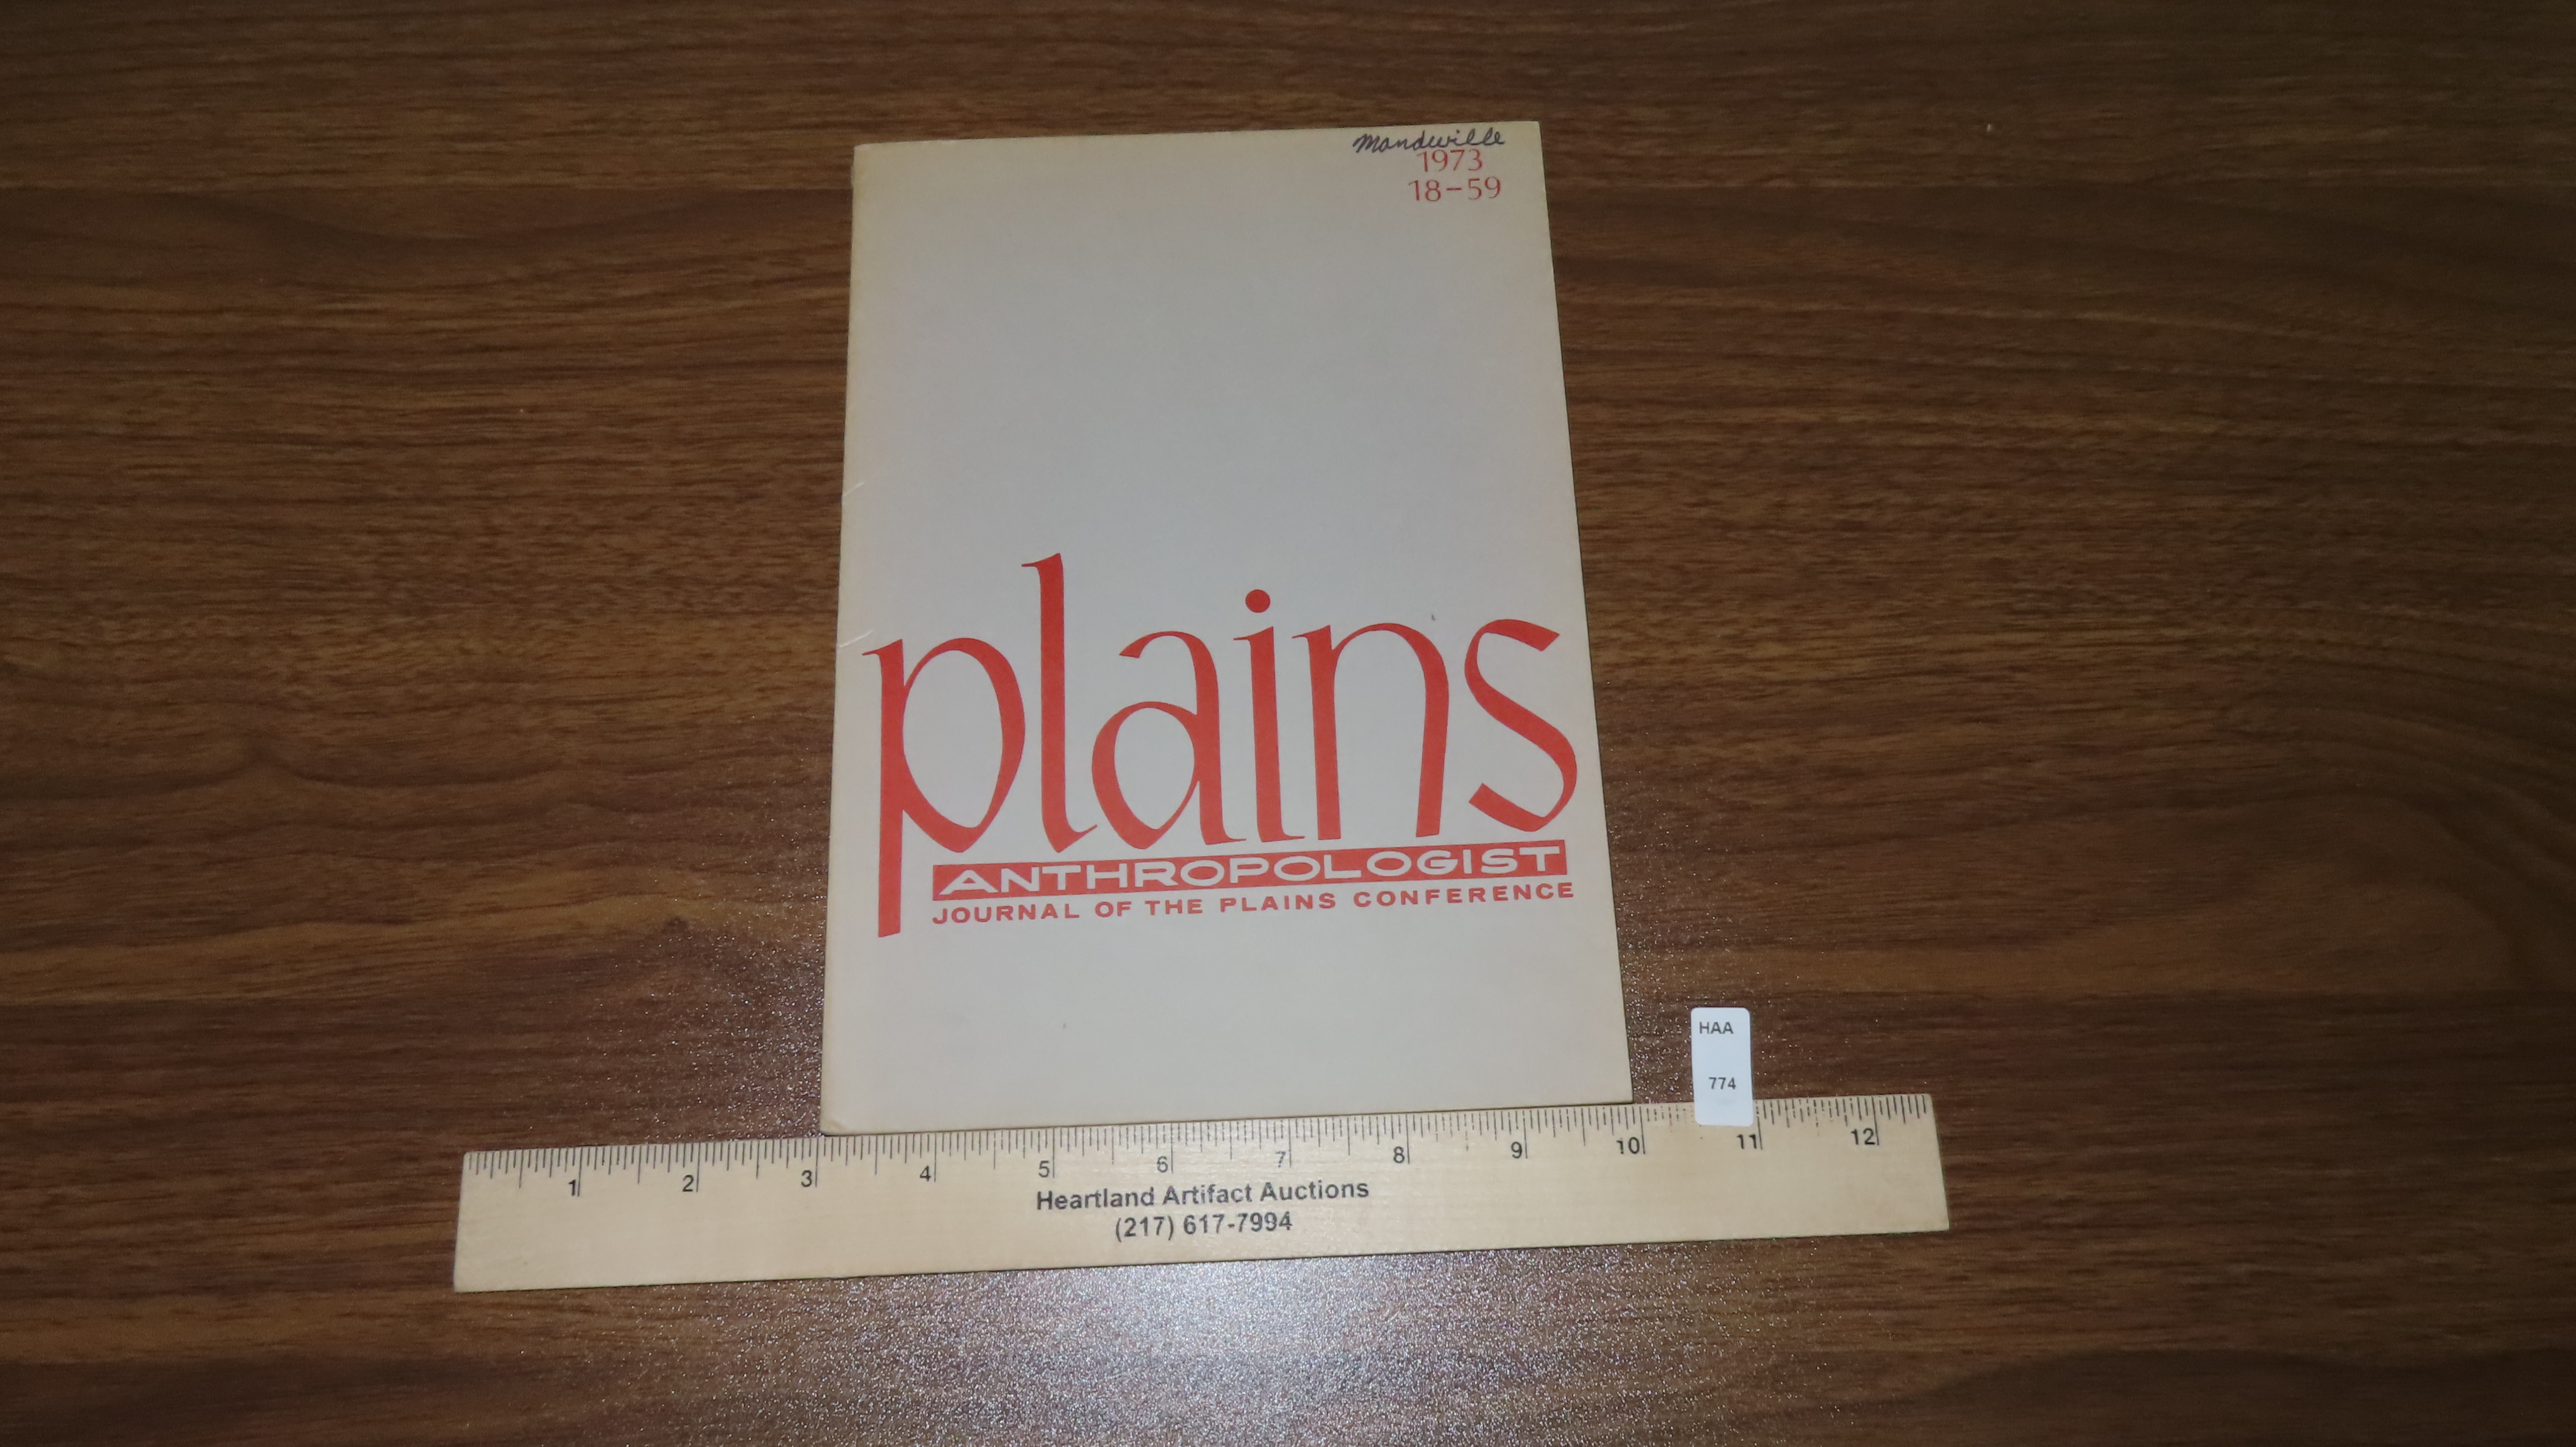 Mandeville
1973
18-59
plains
ANTHROPOLOGIST
JOURNAL OF THE PLAINS CONFERENCE
HAA
774
1 2 3 4 5 6 7 8 9 10 11 12
Heartland Artifact Auctions
(217) 617-7994